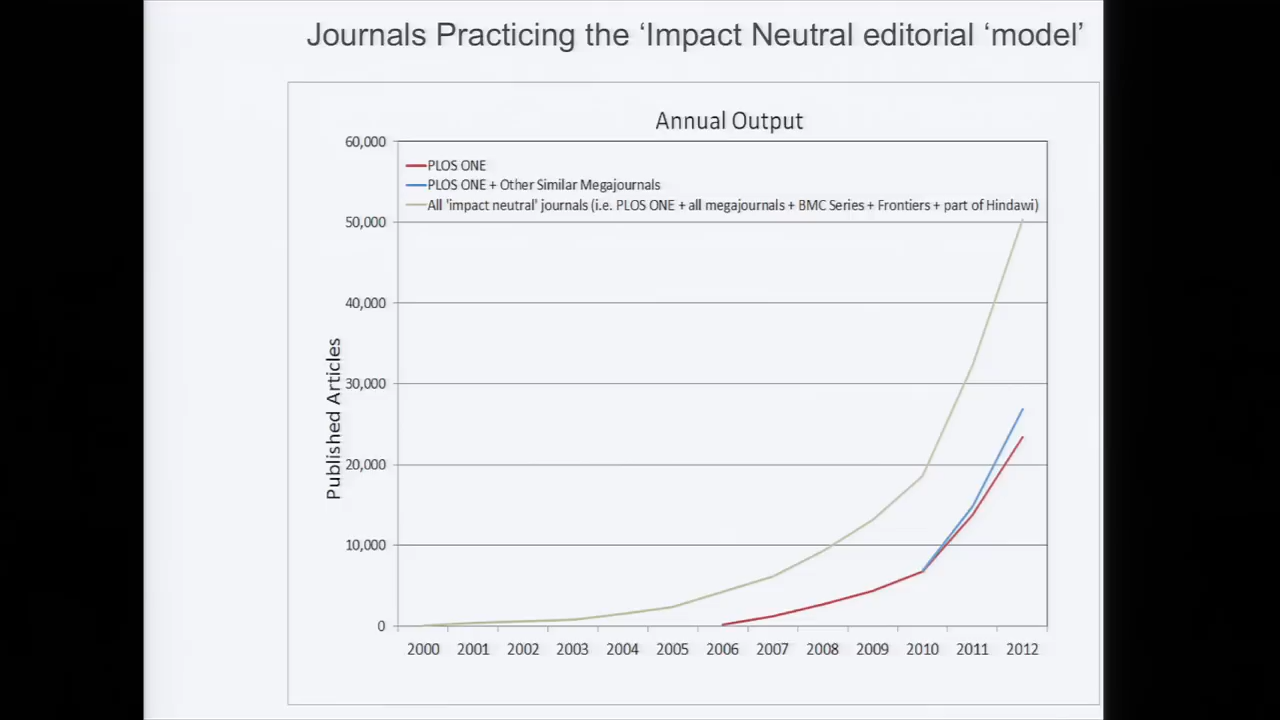 Journals Practicing the ‘Impact Neutral editorial ‘model’
Annual Output
60,000
PLOS ONE
PLOS ONE + Other Similar Megajournals
All 'impact neutral' journals (i.e. PLOS ONE + all megajournals + BMC Series + Frontiers + part of Hindawi)
50,000
40,000
30,000
20,000
10,000
0
Published Articles
2000 2001 2002 2003 2004 2005 2006 2007 2008 2009 2010 2011 2012